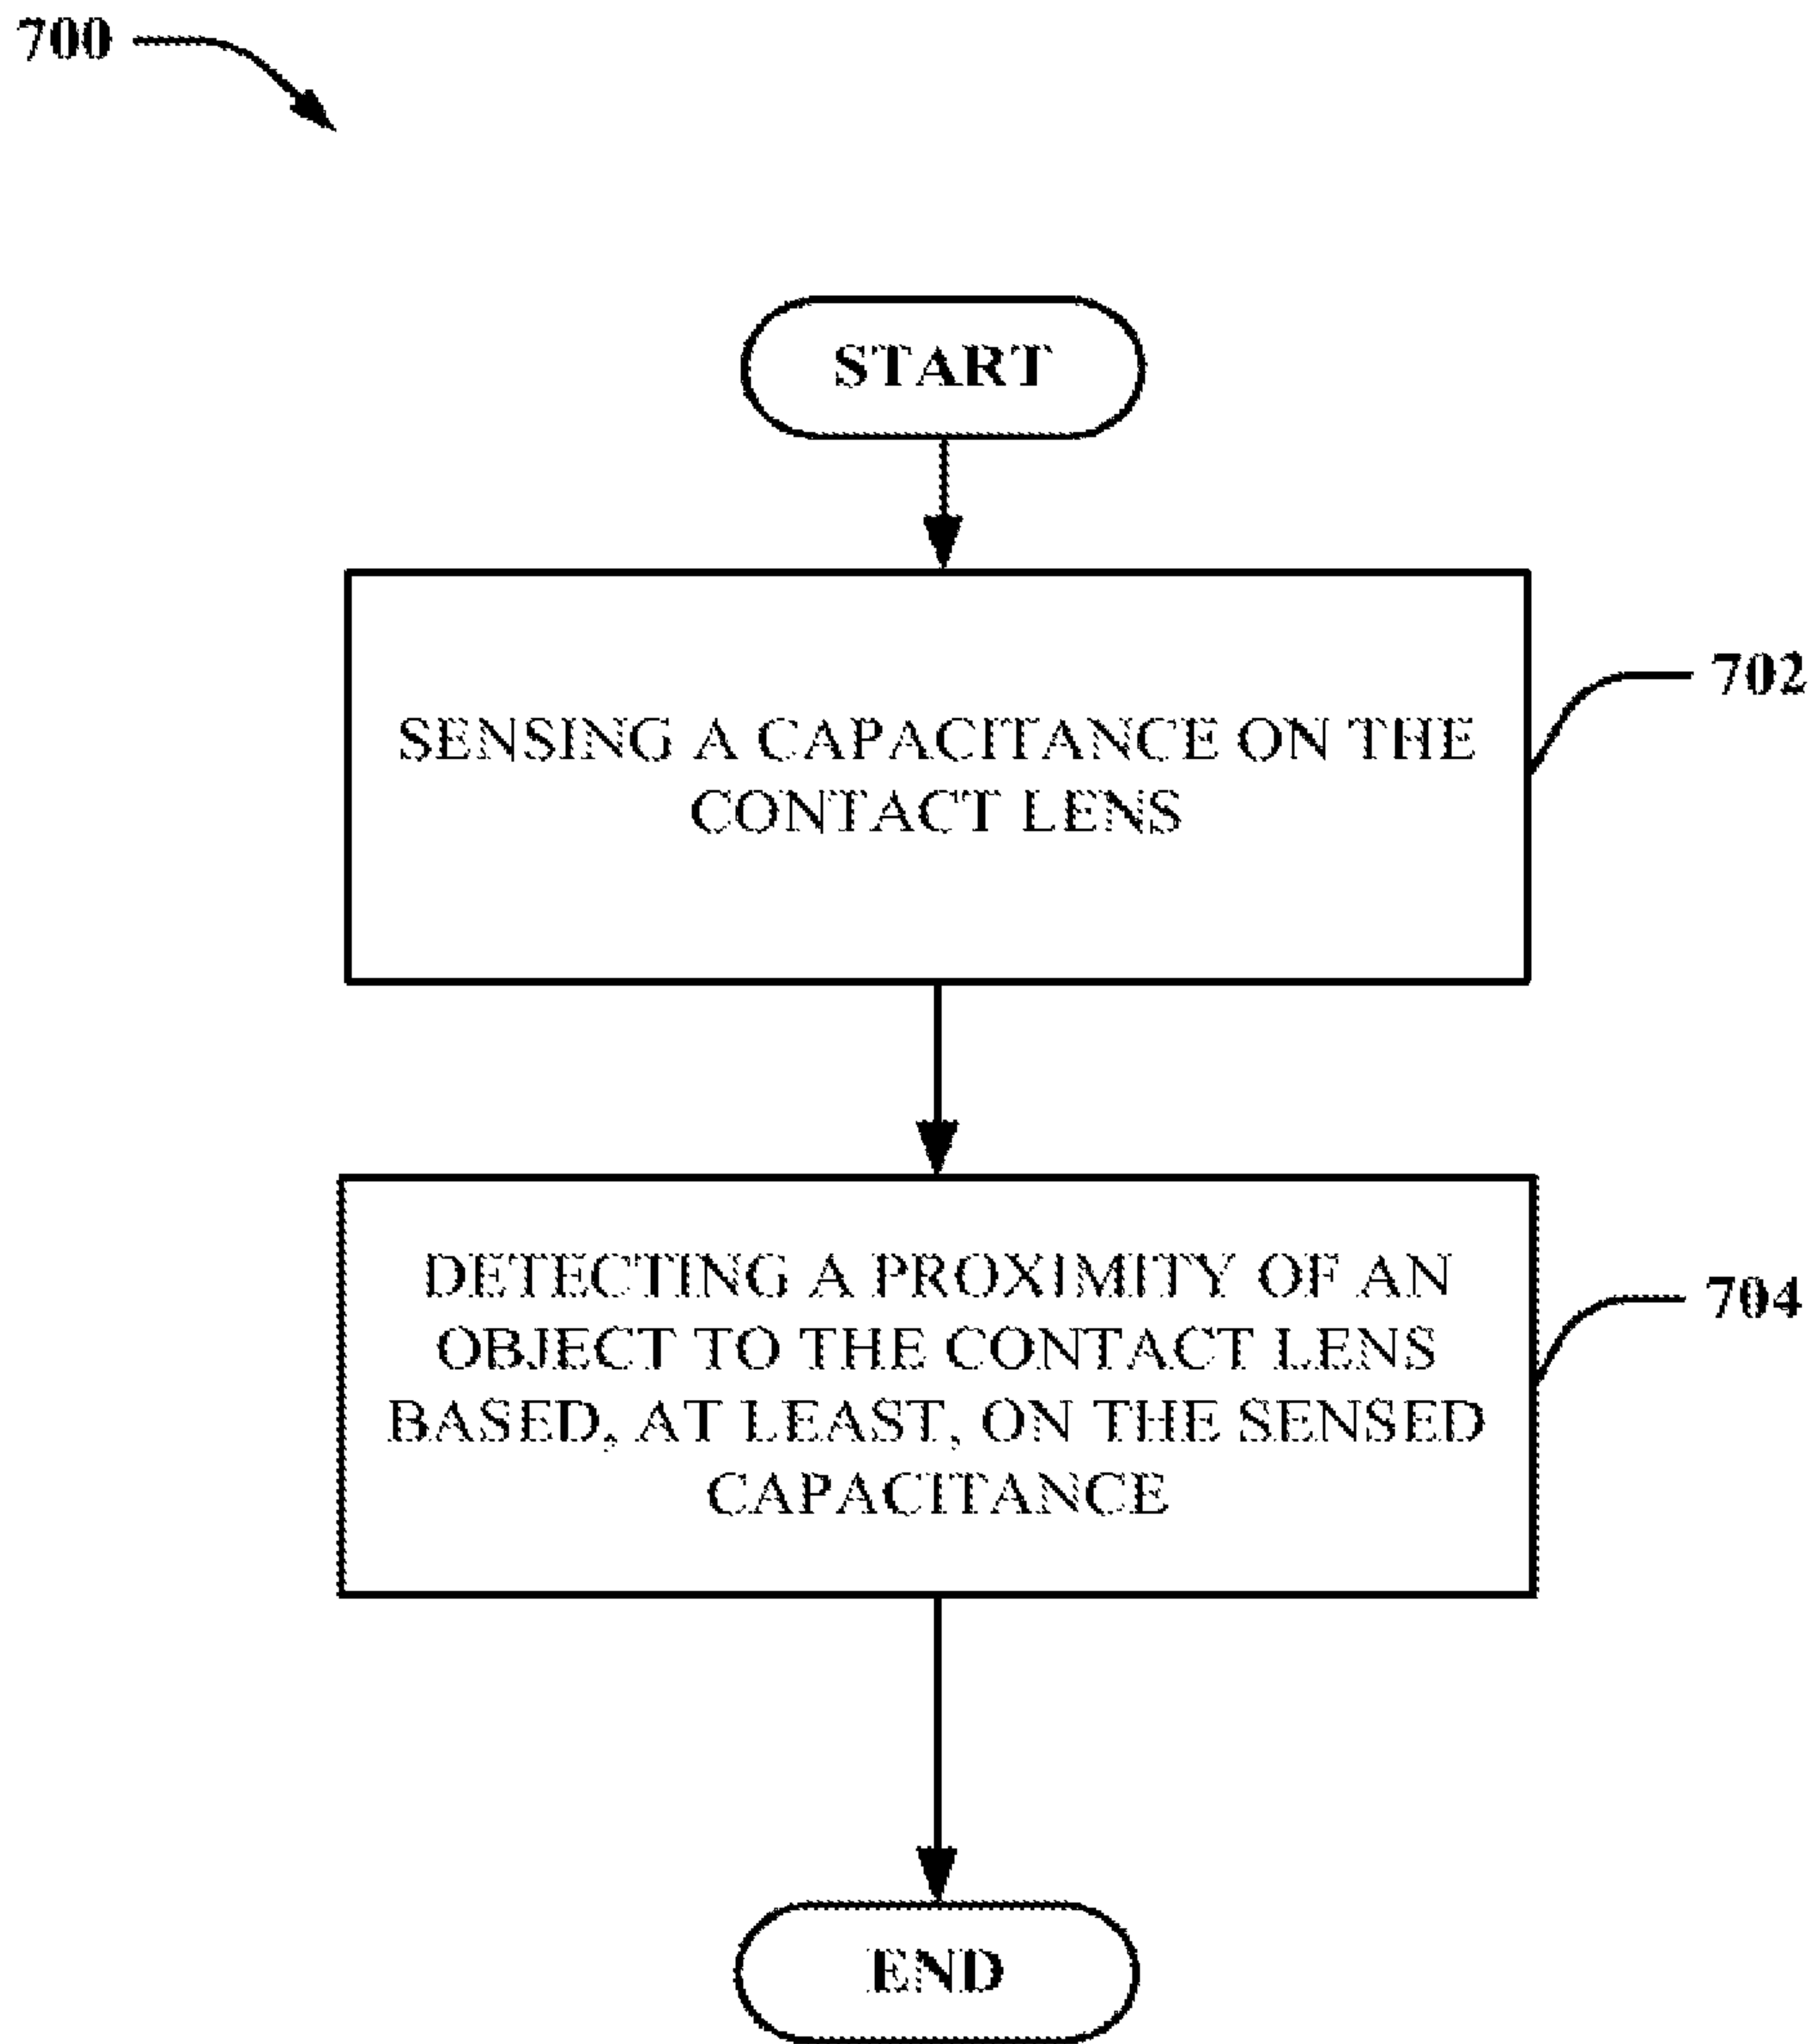 700
START
SENSING A CAPACITANCE ON THE
CONTACT LENS
702
DETECTING A PROXIMITY OF AN
OBJECT TO THE CONTACT LENS
BASED, AT LEAST, ON THE SENSED
CAPACITANCE
704
END